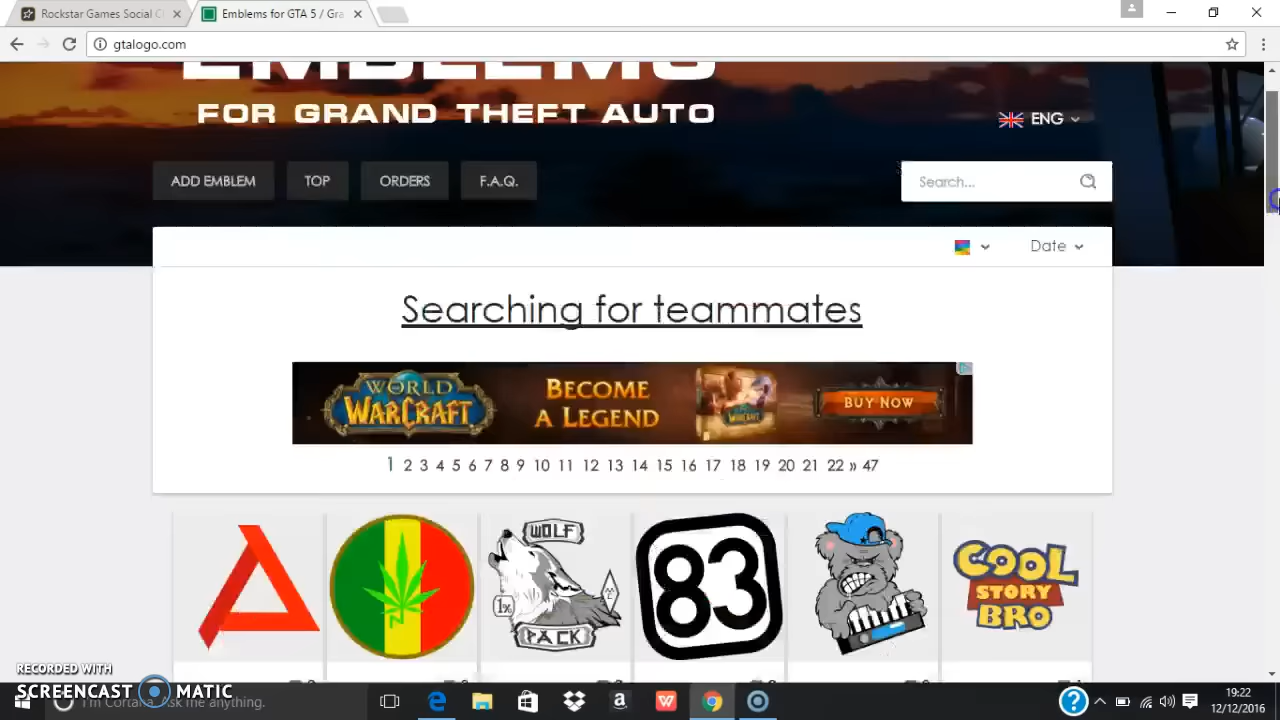 Rockstar Games Social C
Emblems for GTA 5 / Gra
gtalogo.com
EMBLEMS
FOR GRAND THEFT AUTO
ENG
ADD EMBLEM
TOP
ORDERS
F.A.Q.
Search...
Date
Searching for teammates
WORLD
WARCRAFT
BECOME
A LEGEND
BUY NOW
1 2 3 4 5 6 7 8 9 10 11 12 13 14 15 16 17 18 19 20 21 22 » 47
WOLF
1%
PACK
83
COOL
STORY
BRO
RECORDED WITH
SCREENCAST MATIC
I'm Cortana. Ask me anything.
19:22
12/12/2016